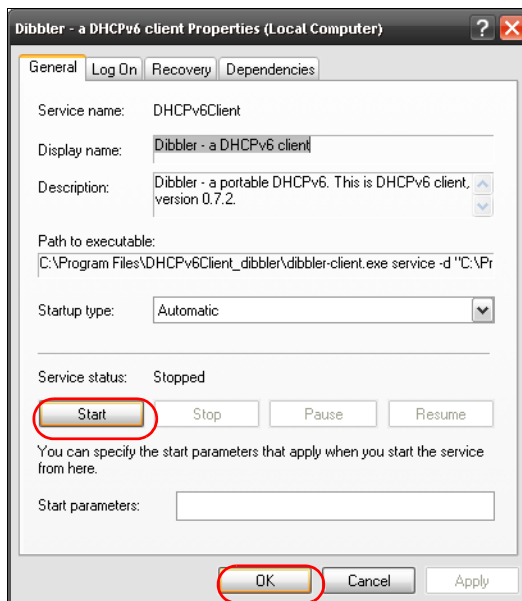 Dibbler - a DHCPv6 client Properties (Local Computer)
General Log On Recovery Dependencies
Service name: DHCPv6Client
Display name: Dibbler - a DHCPv6 client
Description: Dibbler - a portable DHCPv6. This is DHCPv6 client,
version 0.7.2.
Path to executable:
C:\Program Files\DHCPv6Client_dibbler\dibbler-client.exe service -d "C:\Pr
Startup type: Automatic
Service status: Stopped
Start Stop Pause Resume
You can specify the start parameters that apply when you start the service
from here.
Start parameters:
OK Cancel Apply